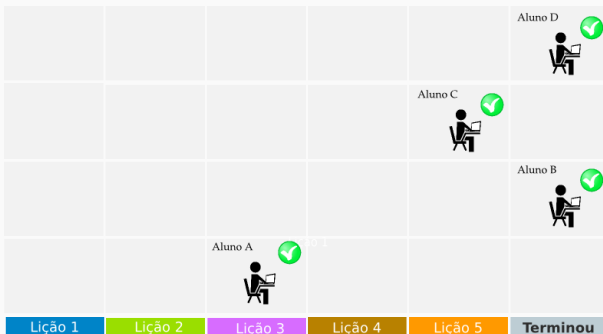 Aluno D
Aluno C
Aluno B
Aluno A
Lição 1
Lição 2
Lição 3
Lição 4
Lição 5
Terminou